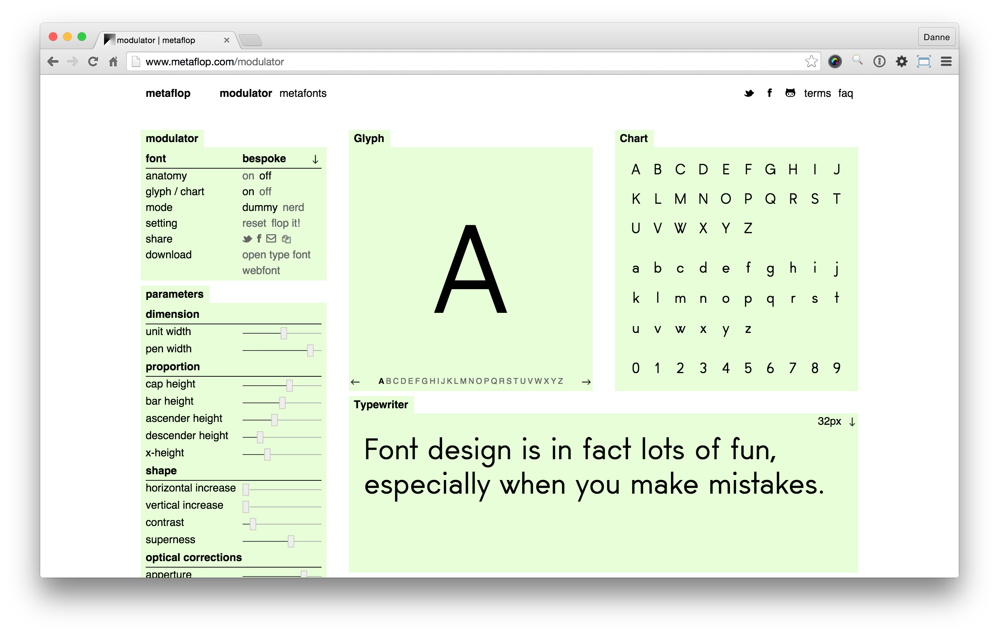 modulator | metaflop
Danne
www.metaflop.com/modulator
metaflop modulator metafonts
terms faq
modulator
font bespoke ↓
anatomy on off
glyph / chart on off
mode dummy nerd
setting reset flop it!
share
download open type font
webfont
parameters
dimension
unit width
pen width
proportion
cap height
bar height
ascender height
descender height
x-height
shape
horizontal increase
vertical increase
contrast
superness
optical corrections
apperture
Glyph
A
← ABCDEFGHIJKLMNOPQRSTUVWXYZ →
Chart
A B C D E F G H I J
K L M N O P Q R S T
U V W X Y Z
a b c d e f g h i j
k l m n o p q r s t
u v w x y z
0 1 2 3 4 5 6 7 8 9
Typewriter
32px ↓
Font design is in fact lots of fun,
especially when you make mistakes.